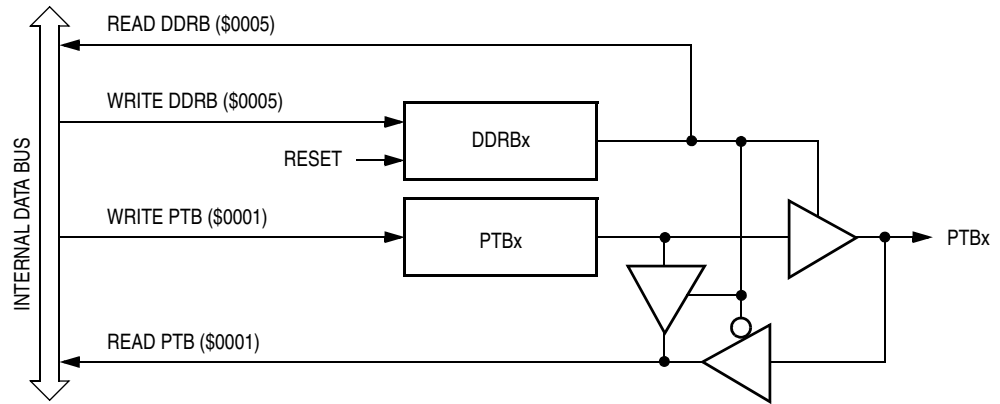 READ DDRB ($0005)
WRITE DDRB ($0005)
DDRBx
RESET
WRITE PTB ($0001)
PTBx
PTBx
READ PTB ($0001)
INTERNAL DATA BUS